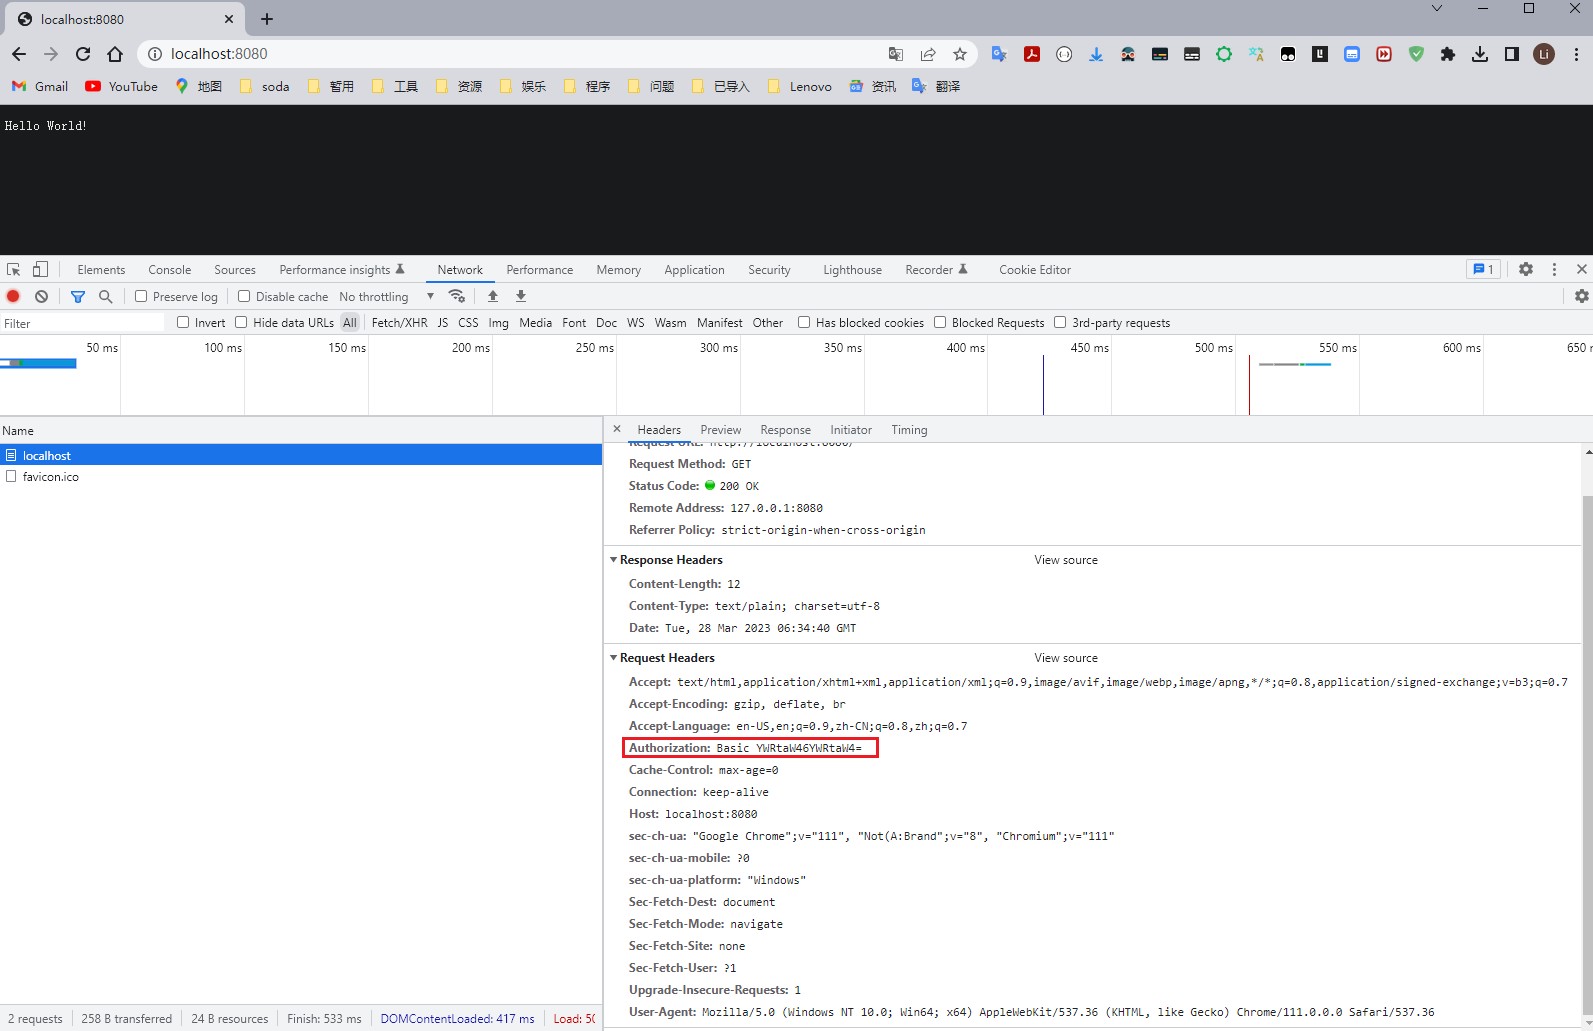 localhost:8080
localhost:8080
Li
Gmail YouTube 地图 soda 暂用 工具 资源 娱乐 程序 问题 已导入 Lenovo 资讯 翻译
Hello World!
Elements Console Sources Performance insights Network Performance Memory Application Security Lighthouse Recorder Cookie Editor 1
Preserve log Disable cache No throttling
Filter Invert Hide data URLs All Fetch/XHR JS CSS Img Media Font Doc WS Wasm Manifest Other Has blocked cookies Blocked Requests 3rd-party requests
50 ms 100 ms 150 ms 200 ms 250 ms 300 ms 350 ms 400 ms 450 ms 500 ms 550 ms 600 ms 650
Name
localhost
favicon.ico
Headers Preview Response Initiator Timing
Request URL: http://localhost:8080/
Request Method: GET
Status Code: 200 OK
Remote Address: 127.0.0.1:8080
Referrer Policy: strict-origin-when-cross-origin
Response Headers View source
Content-Length: 12
Content-Type: text/plain; charset=utf-8
Date: Tue, 28 Mar 2023 06:34:40 GMT
Request Headers View source
Accept: text/html,application/xhtml+xml,application/xml;q=0.9,image/avif,image/webp,image/apng,*/*;q=0.8,application/signed-exchange;v=b3;q=0.7
Accept-Encoding: gzip, deflate, br
Accept-Language: en-US,en;q=0.9,zh-CN;q=0.8,zh;q=0.7
Authorization: Basic YWRtaW46YWRtaW4=
Cache-Control: max-age=0
Connection: keep-alive
Host: localhost:8080
sec-ch-ua: "Google Chrome";v="111", "Not(A:Brand";v="8", "Chromium";v="111"
sec-ch-ua-mobile: ?0
sec-ch-ua-platform: "Windows"
Sec-Fetch-Dest: document
Sec-Fetch-Mode: navigate
Sec-Fetch-Site: none
Sec-Fetch-User: ?1
Upgrade-Insecure-Requests: 1
User-Agent: Mozilla/5.0 (Windows NT 10.0; Win64; x64) AppleWebKit/537.36 (KHTML, like Gecko) Chrome/111.0.0.0 Safari/537.36
2 requests 258 B transferred 24 B resources Finish: 533 ms DOMContentLoaded: 417 ms Load: 50